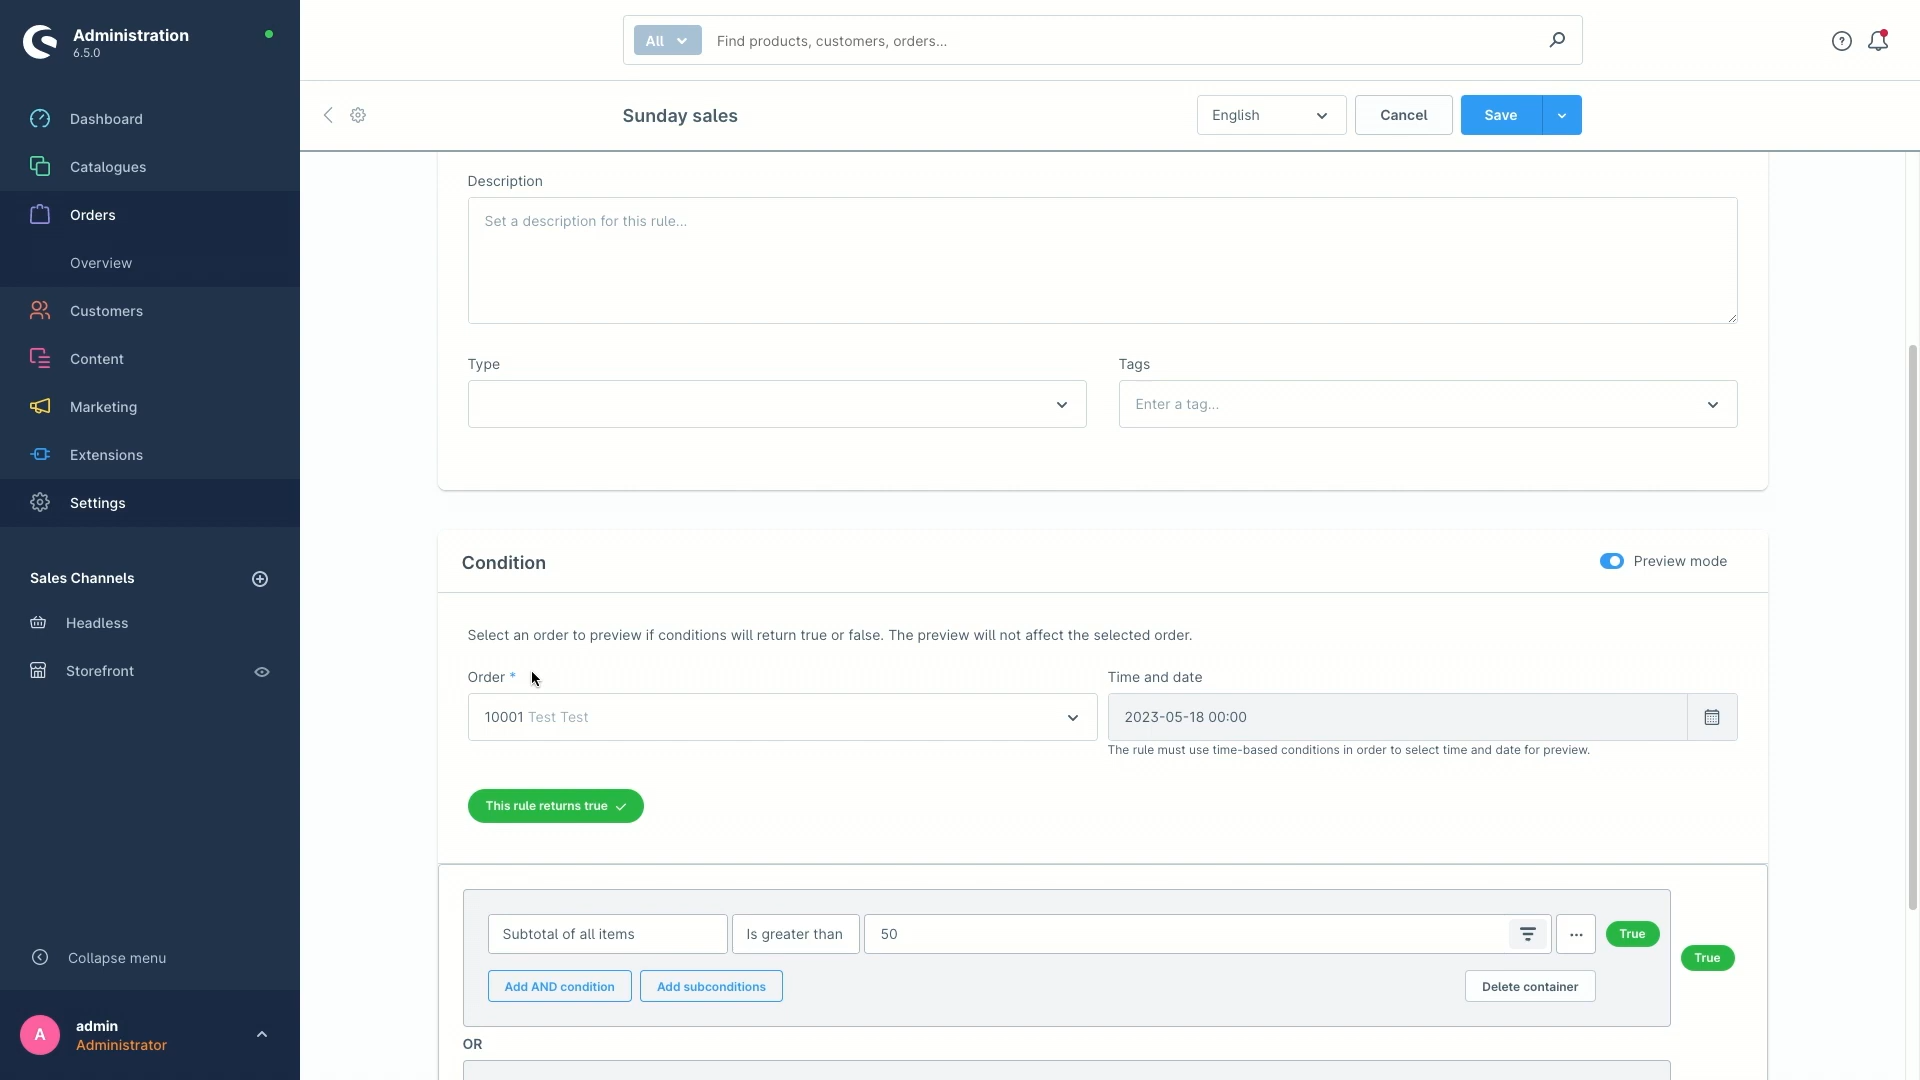 Administration
6.5.0
All
Find products, customers, orders...
Sunday sales
English
Cancel
Save
Dashboard
Catalogues
Orders
Overview
Customers
Content
Marketing
Extensions
Settings
Sales Channels
Headless
Storefront
Collapse menu
A
admin
Administrator
Description
Set a description for this rule...
Type
Tags
Enter a tag...
Condition
Preview mode
Select an order to preview if conditions will return true or false. The preview will not affect the selected order.
Order *
Time and date
10001 Test Test
2023-05-18 00:00
The rule must use time-based conditions in order to select time and date for preview.
This rule returns true
Subtotal of all items
Is greater than
50
...
True
True
Add AND condition
Add subconditions
Delete container
OR